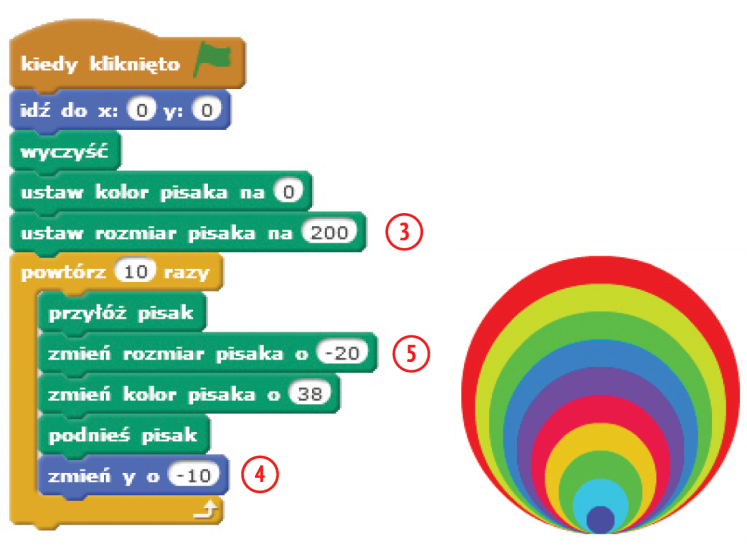 kiedy kliknięto
idź do x: 0 y: 0
wyczyść
ustaw kolor pisaka na 0
ustaw rozmiar pisaka na 200 3
powtórz 10 razy
przyłóż pisak
zmień rozmiar pisaka o -20 5
zmień kolor pisaka o 38
podnieś pisak
zmień y o -10 4